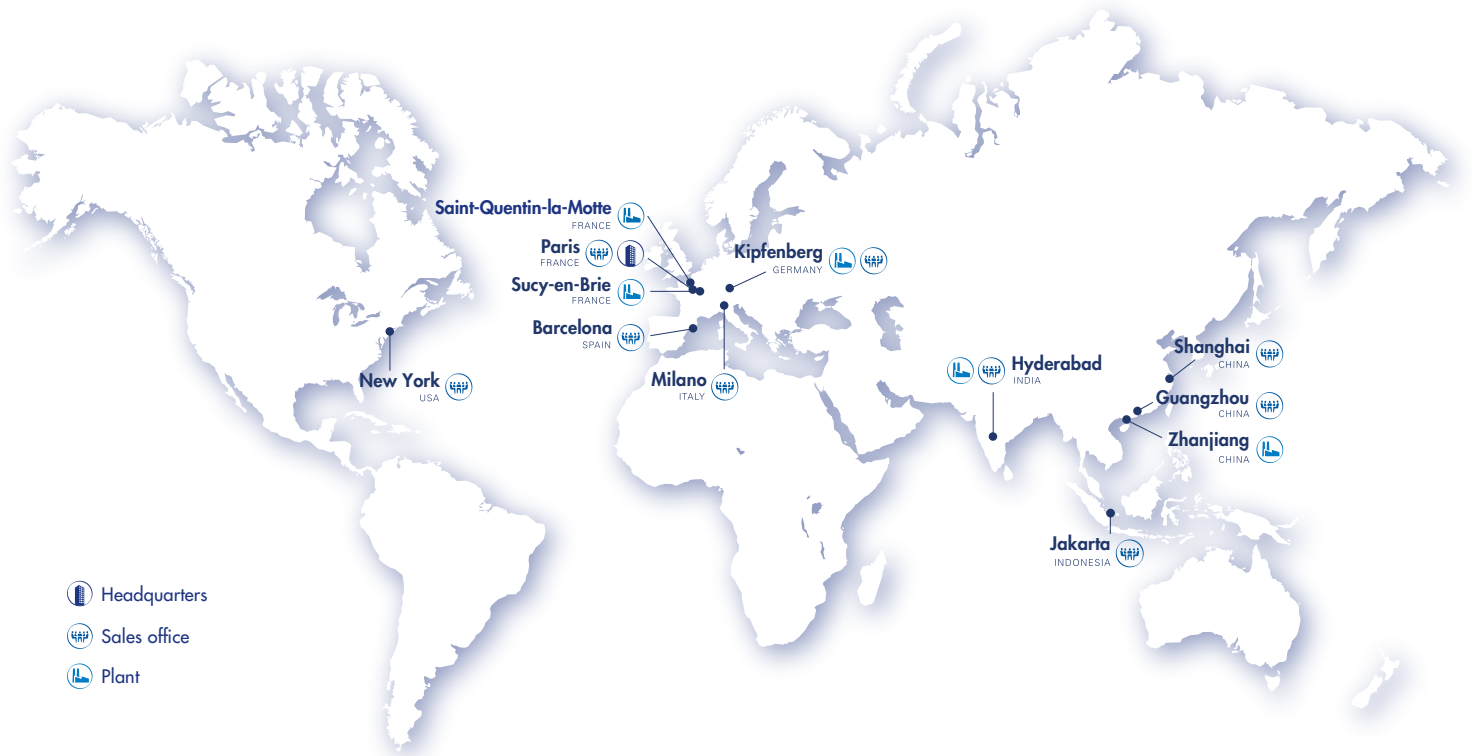 Saint-Quentin-la-Motte
FRANCE
Paris
FRANCE
Kipfenberg
GERMANY
Sucy-en-Brie
FRANCE
Barcelona
SPAIN
New York
USA
Milano
ITALY
Hyderabad
INDIA
Shanghai
CHINA
Guangzhou
CHINA
Zhanjiang
CHINA
Jakarta
INDONESIA
Headquarters
Sales office
Plant